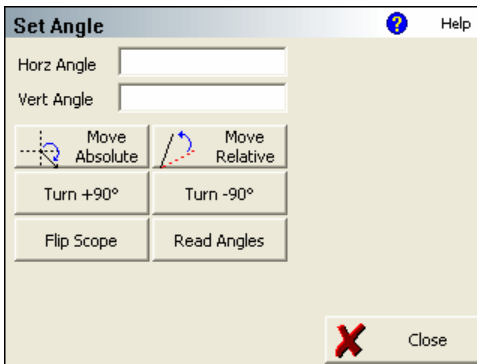 Set Angle
? Help
Horz Angle
Vert Angle
Move
Absolute
Move
Relative
Turn +90°
Turn -90°
Flip Scope
Read Angles
Close